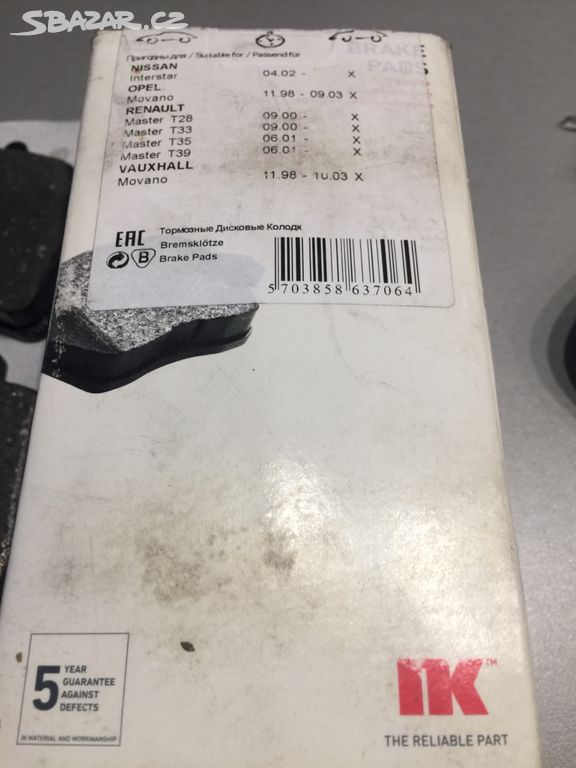 SBAZAR.CZ
BRAKE
PADS
Пригодны для / Suitable for / Passend für
NISSAN
Interstar 04.02 - X
OPEL
Movano 11.98 - 09.03 X
RENAULT
Master T28 09.00 - X
Master T33 09.00 - X
Master T35 06.01 - X
Master T39 06.01 - X
VAUXHALL
Movano 11.98 - 10.03 X
Тормозные Дисковые Колодк
EAC
Bremsklötze
B
Brake Pads
5 703858 637064
5 YEAR
GUARANTEE
AGAINST
DEFECTS
IN MATERIAL AND WORKMANSHIP
NK™
THE RELIABLE PART